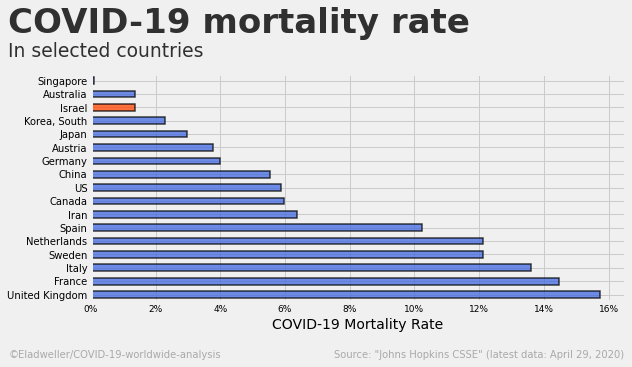 COVID-19 mortality rate
In selected countries
Singapore
Australia
Israel
Korea, South
Japan
Austria
Germany
China
US
Canada
Iran
Spain
Netherlands
Sweden
Italy
France
United Kingdom
0% 2% 4% 6% 8% 10% 12% 14% 16%
COVID-19 Mortality Rate
©Eladweller/COVID-19-worldwide-analysis Source: "Johns Hopkins CSSE" (latest data: April 29, 2020)